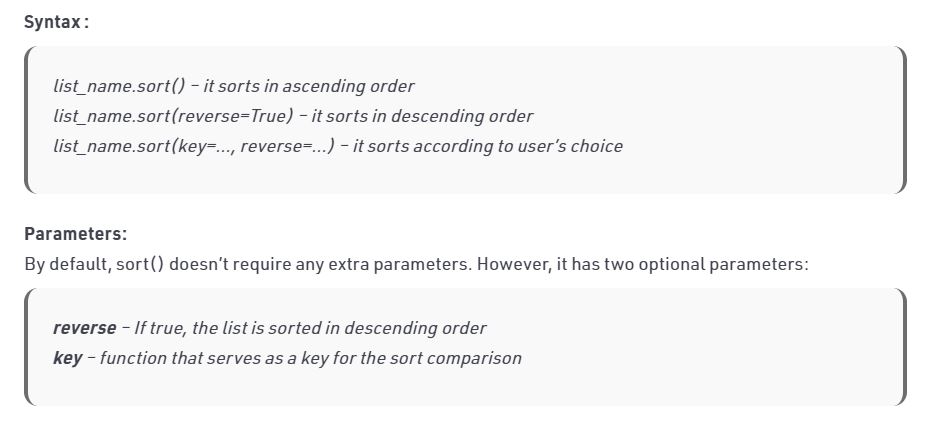 Syntax :
list_name.sort() – it sorts in ascending order
list_name.sort(reverse=True) – it sorts in descending order
list_name.sort(key=…, reverse=…) – it sorts according to user’s choice
Parameters:
By default, sort() doesn’t require any extra parameters. However, it has two optional parameters:
reverse – If true, the list is sorted in descending order
key – function that serves as a key for the sort comparison